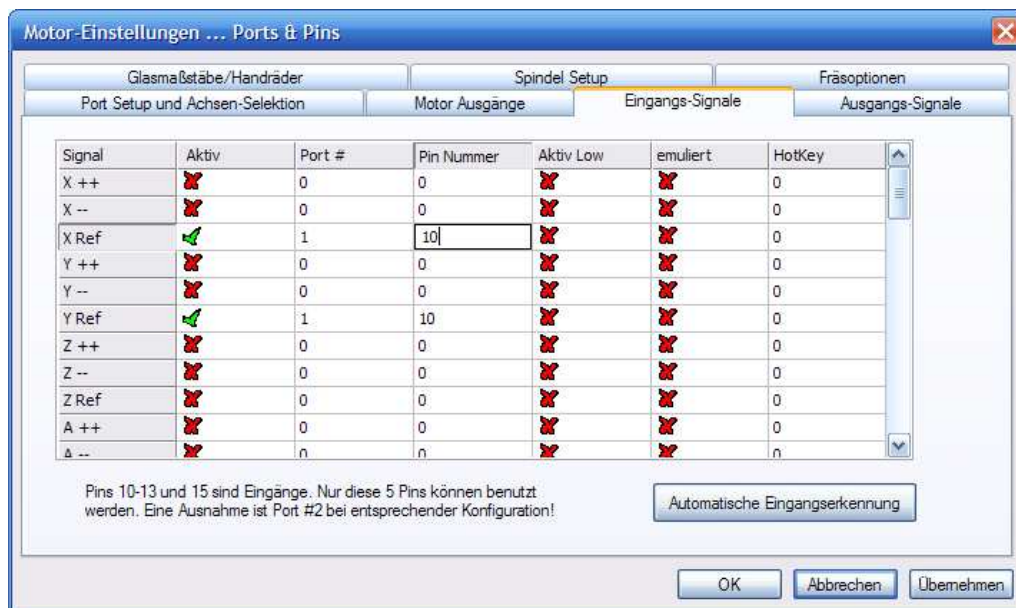 Motor-Einstellungen ... Ports & Pins
Glasmaßstäbe/Handräder Spindel Setup Fräsoptionen
Port Setup und Achsen-Selektion Motor Ausgänge Eingangs-Signale Ausgangs-Signale
Signal Aktiv Port # Pin Nummer Aktiv Low emuliert HotKey
X ++ 0 0 0
X -- 0 0 0
X Ref 1 10 0
Y ++ 0 0 0
Y -- 0 0 0
Y Ref 1 10 0
Z ++ 0 0 0
Z -- 0 0 0
Z Ref 0 0 0
A ++ 0 0 0
A -- 0 0 0
Pins 10-13 und 15 sind Eingänge. Nur diese 5 Pins können benutzt
werden. Eine Ausnahme ist Port #2 bei entsprechender Konfiguration!
Automatische Eingangserkennung
OK Abbrechen Übernehmen